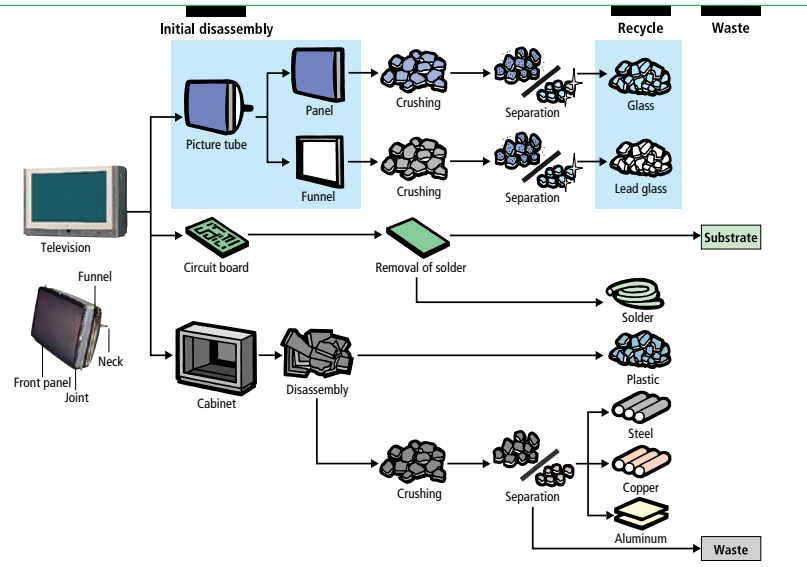 Initial disassembly
Recycle
Waste
Panel
Crushing
Separation
Glass
Picture tube
Funnel
Crushing
Separation
Lead glass
Television
Circuit board
Removal of solder
Substrate
Solder
Funnel
Neck
Front panel
Joint
Cabinet
Disassembly
Plastic
Steel
Crushing
Separation
Copper
Aluminum
Waste